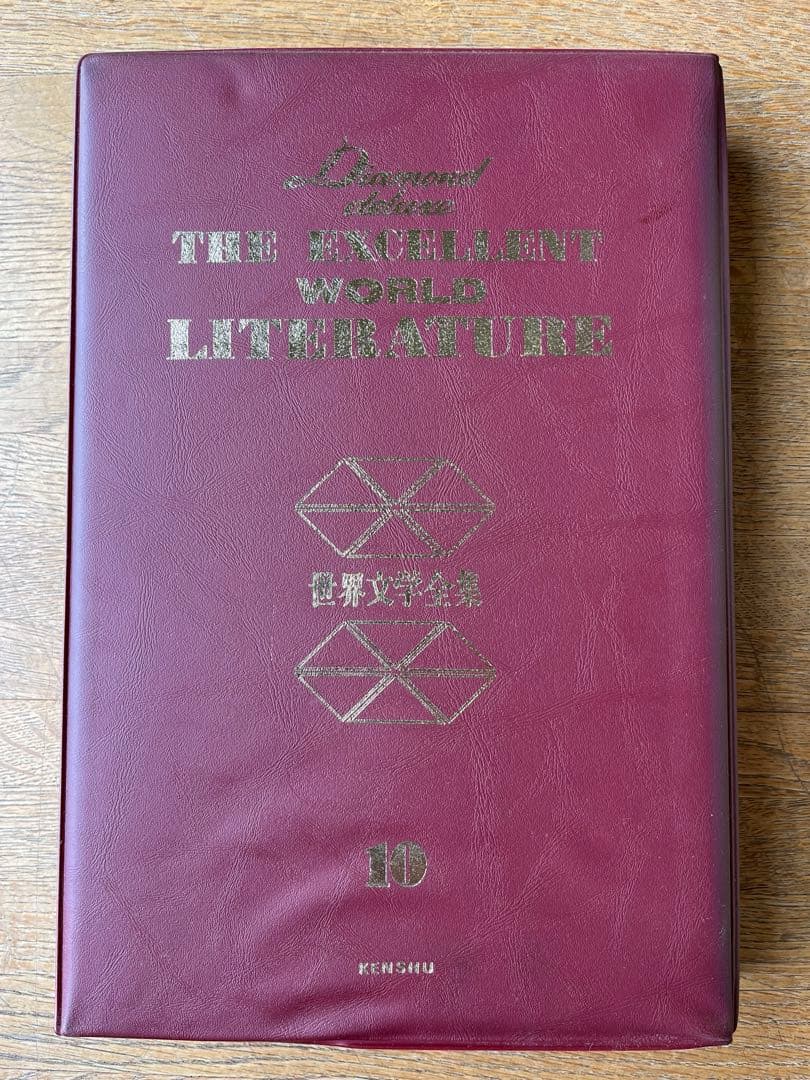 Diamond
deluxe
THE EXCELLENT
WORLD
LITERATURE
世界文学全集
10
KENSHU